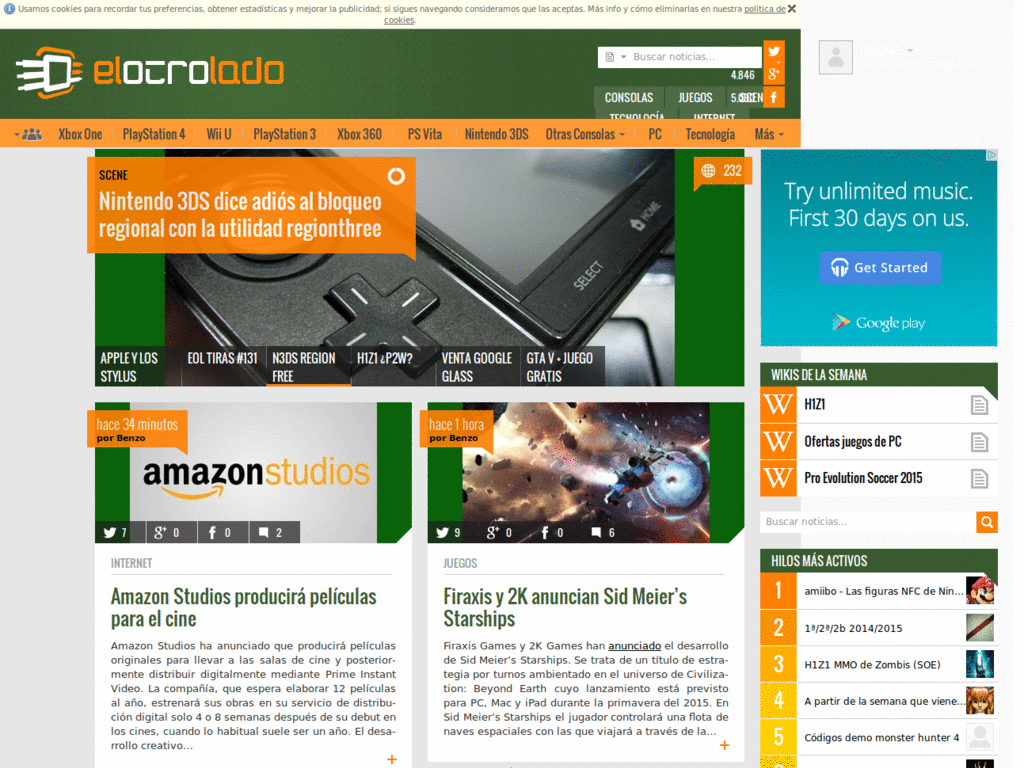 Usamos cookies para recordar tus preferencias, obtener estadísticas y mejorar la publicidad; si sigues navegando consideramos que las aceptas. Más info y cómo eliminarlas en nuestra política de
cookies.
elotrolado
Buscar noticias...
4.846
CONSOLAS JUEGOS
TECNOLOGÍA INTERNET
Xbox One PlayStation 4 Wii U PlayStation 3 Xbox 360 PS Vita Nintendo 3DS Otras Consolas PC Tecnología Más
SCENE
Nintendo 3DS dice adiós al bloqueo
regional con la utilidad regionthree
232
HOME
SELECT
APPLE Y LOS
STYLUS
EOL TIRAS #131
N3DS REGION
FREE
H1Z1 ¿P2W?
VENTA GOOGLE
GLASS
GTA V + JUEGO
GRATIS
Try unlimited music.
First 30 days on us.
Get Started
Google play
WIKIS DE LA SEMANA
W H1Z1
W Ofertas juegos de PC
W Pro Evolution Soccer 2015
Buscar noticias...
HILOS MÁS ACTIVOS
1 amiibo - Las figuras NFC de Nin...
2 1ª/2ª/2b 2014/2015
3 H1Z1 MMO de Zombis (SOE)
4 A partir de la semana que viene...
5 Códigos demo monster hunter 4
hace 34 minutos
por Benzo
amazonstudios
7 g+ 0 f 0 2
INTERNET
Amazon Studios producirá películas
para el cine
Amazon Studios ha anunciado que producirá películas
originales para llevar a las salas de cine y posterior-
mente distribuir digitalmente mediante Prime Instant
Video. La compañía, que espera elaborar 12 películas
al año, estrenará sus obras en su servicio de distribu-
ción digital solo 4 o 8 semanas después de su debut en
los cines, cuando lo habitual suele ser un año. El desa-
rrollo creativo...
+
hace 1 hora
por Benzo
9 g+ 0 f 0 6
JUEGOS
Firaxis y 2K anuncian Sid Meier's
Starships
Firaxis Games y 2K Games han anunciado el desarrollo
de Sid Meier's Starships. Se trata de un título de estra-
tegia por turnos ambientado en el universo de Civiliza-
tion: Beyond Earth cuyo lanzamiento está previsto
para PC, Mac y iPad durante la primavera del 2015. En
Sid Meier's Starships el jugador controlará una flota de
naves espaciales con las que viajará a través de la...
+